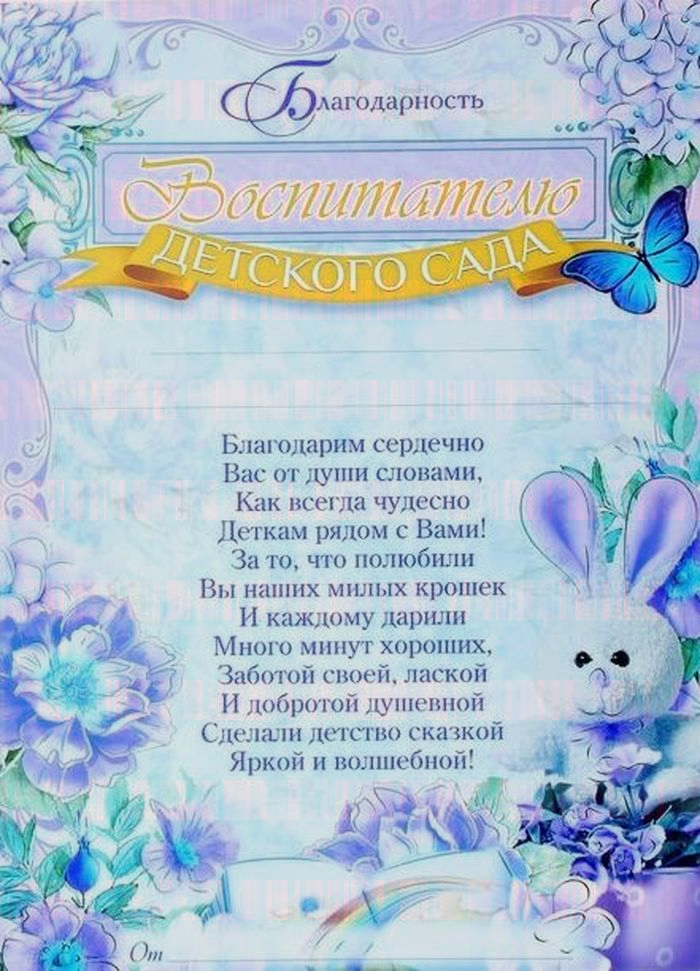 Благодарность
Воспитателю
ДЕТСКОГО САДА
Благодарим сердечно
Вас от души словами,
Как всегда чудесно
Деткам рядом с Вами!
За то, что полюбили
Вы наших милых крошек
И каждому дарили
Много минут хороших,
Заботой своей, лаской
И добротой душевной
Сделали детство сказкой
Яркой и волшебной!
От